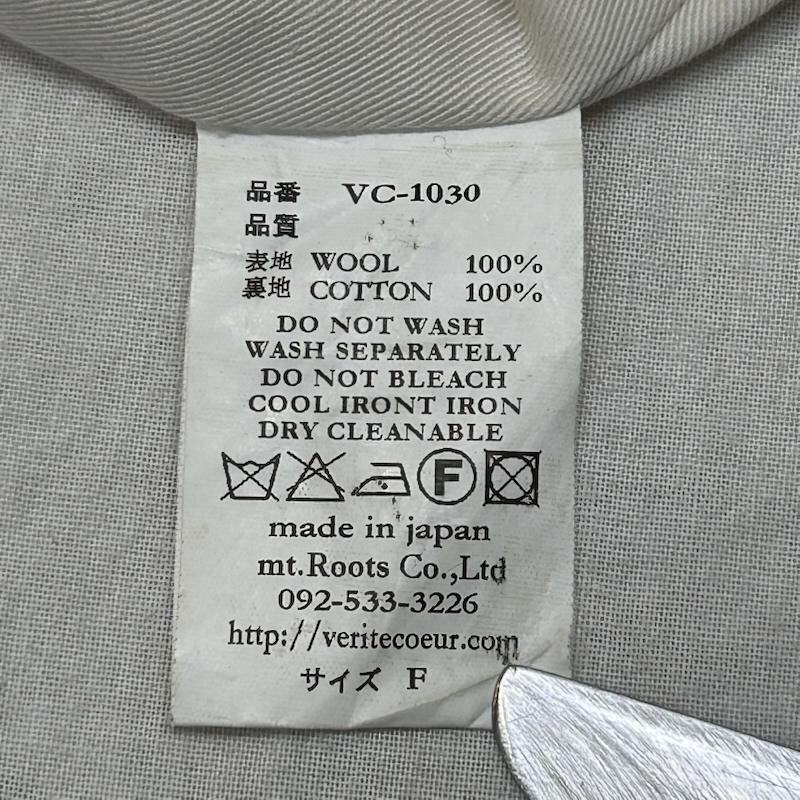 品番 VC-1030
品質
表地 WOOL 100%
裏地 COTTON 100%
DO NOT WASH
WASH SEPARATELY
DO NOT BLEACH
COOL IRONT IRON
DRY CLEANABLE
F
made in japan
mt.Roots Co.,Ltd
092-533-3226
http://veritecoeur.com
サイズ F